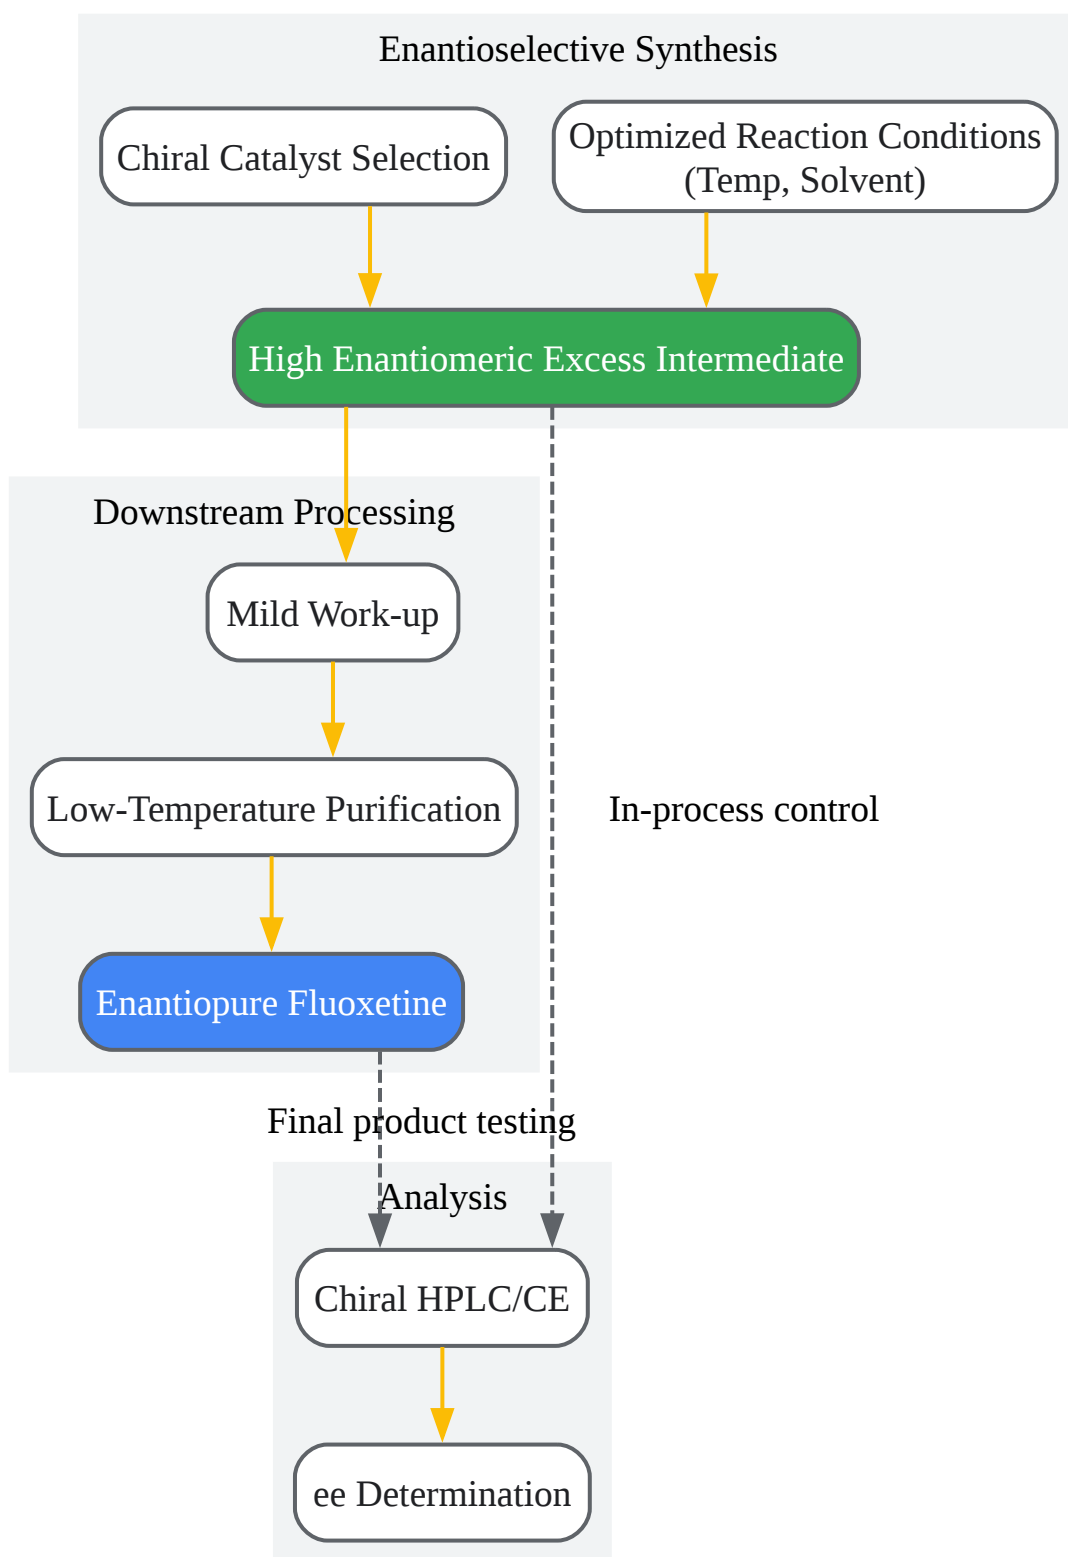 Enantioselective Synthesis
Chiral Catalyst Selection
Optimized Reaction Conditions
(Temp, Solvent)
High Enantiomeric Excess Intermediate
Downstream Processing
Mild Work-up
Low-Temperature Purification
In-process control
Enantiopure Fluoxetine
Final product testing
Analysis
Chiral HPLC/CE
ee Determination